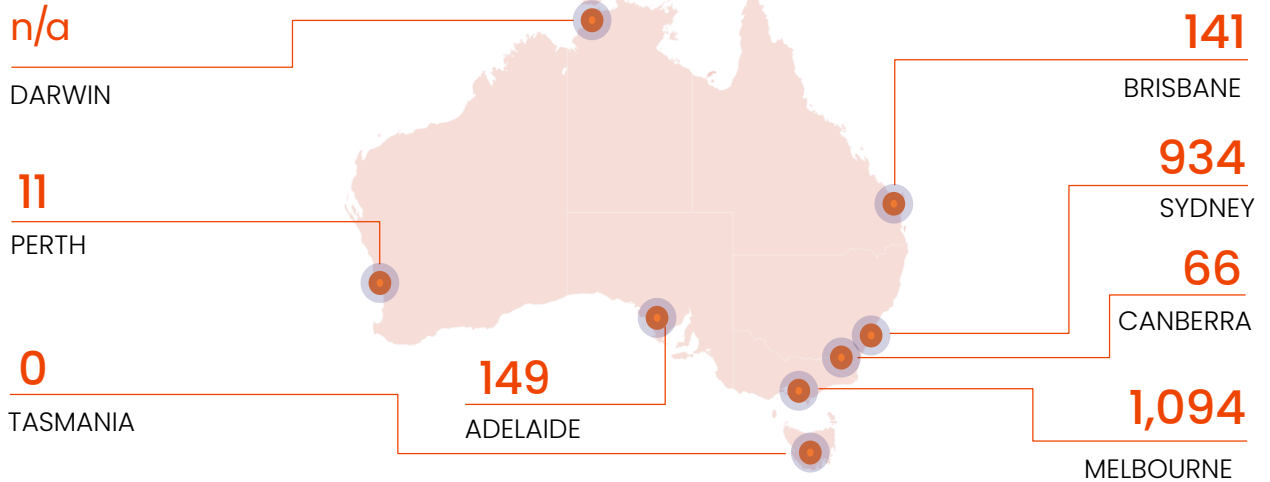 n/a
DARWIN
11
PERTH
0
TASMANIA
149
ADELAIDE
141
BRISBANE
934
SYDNEY
66
CANBERRA
1,094
MELBOURNE